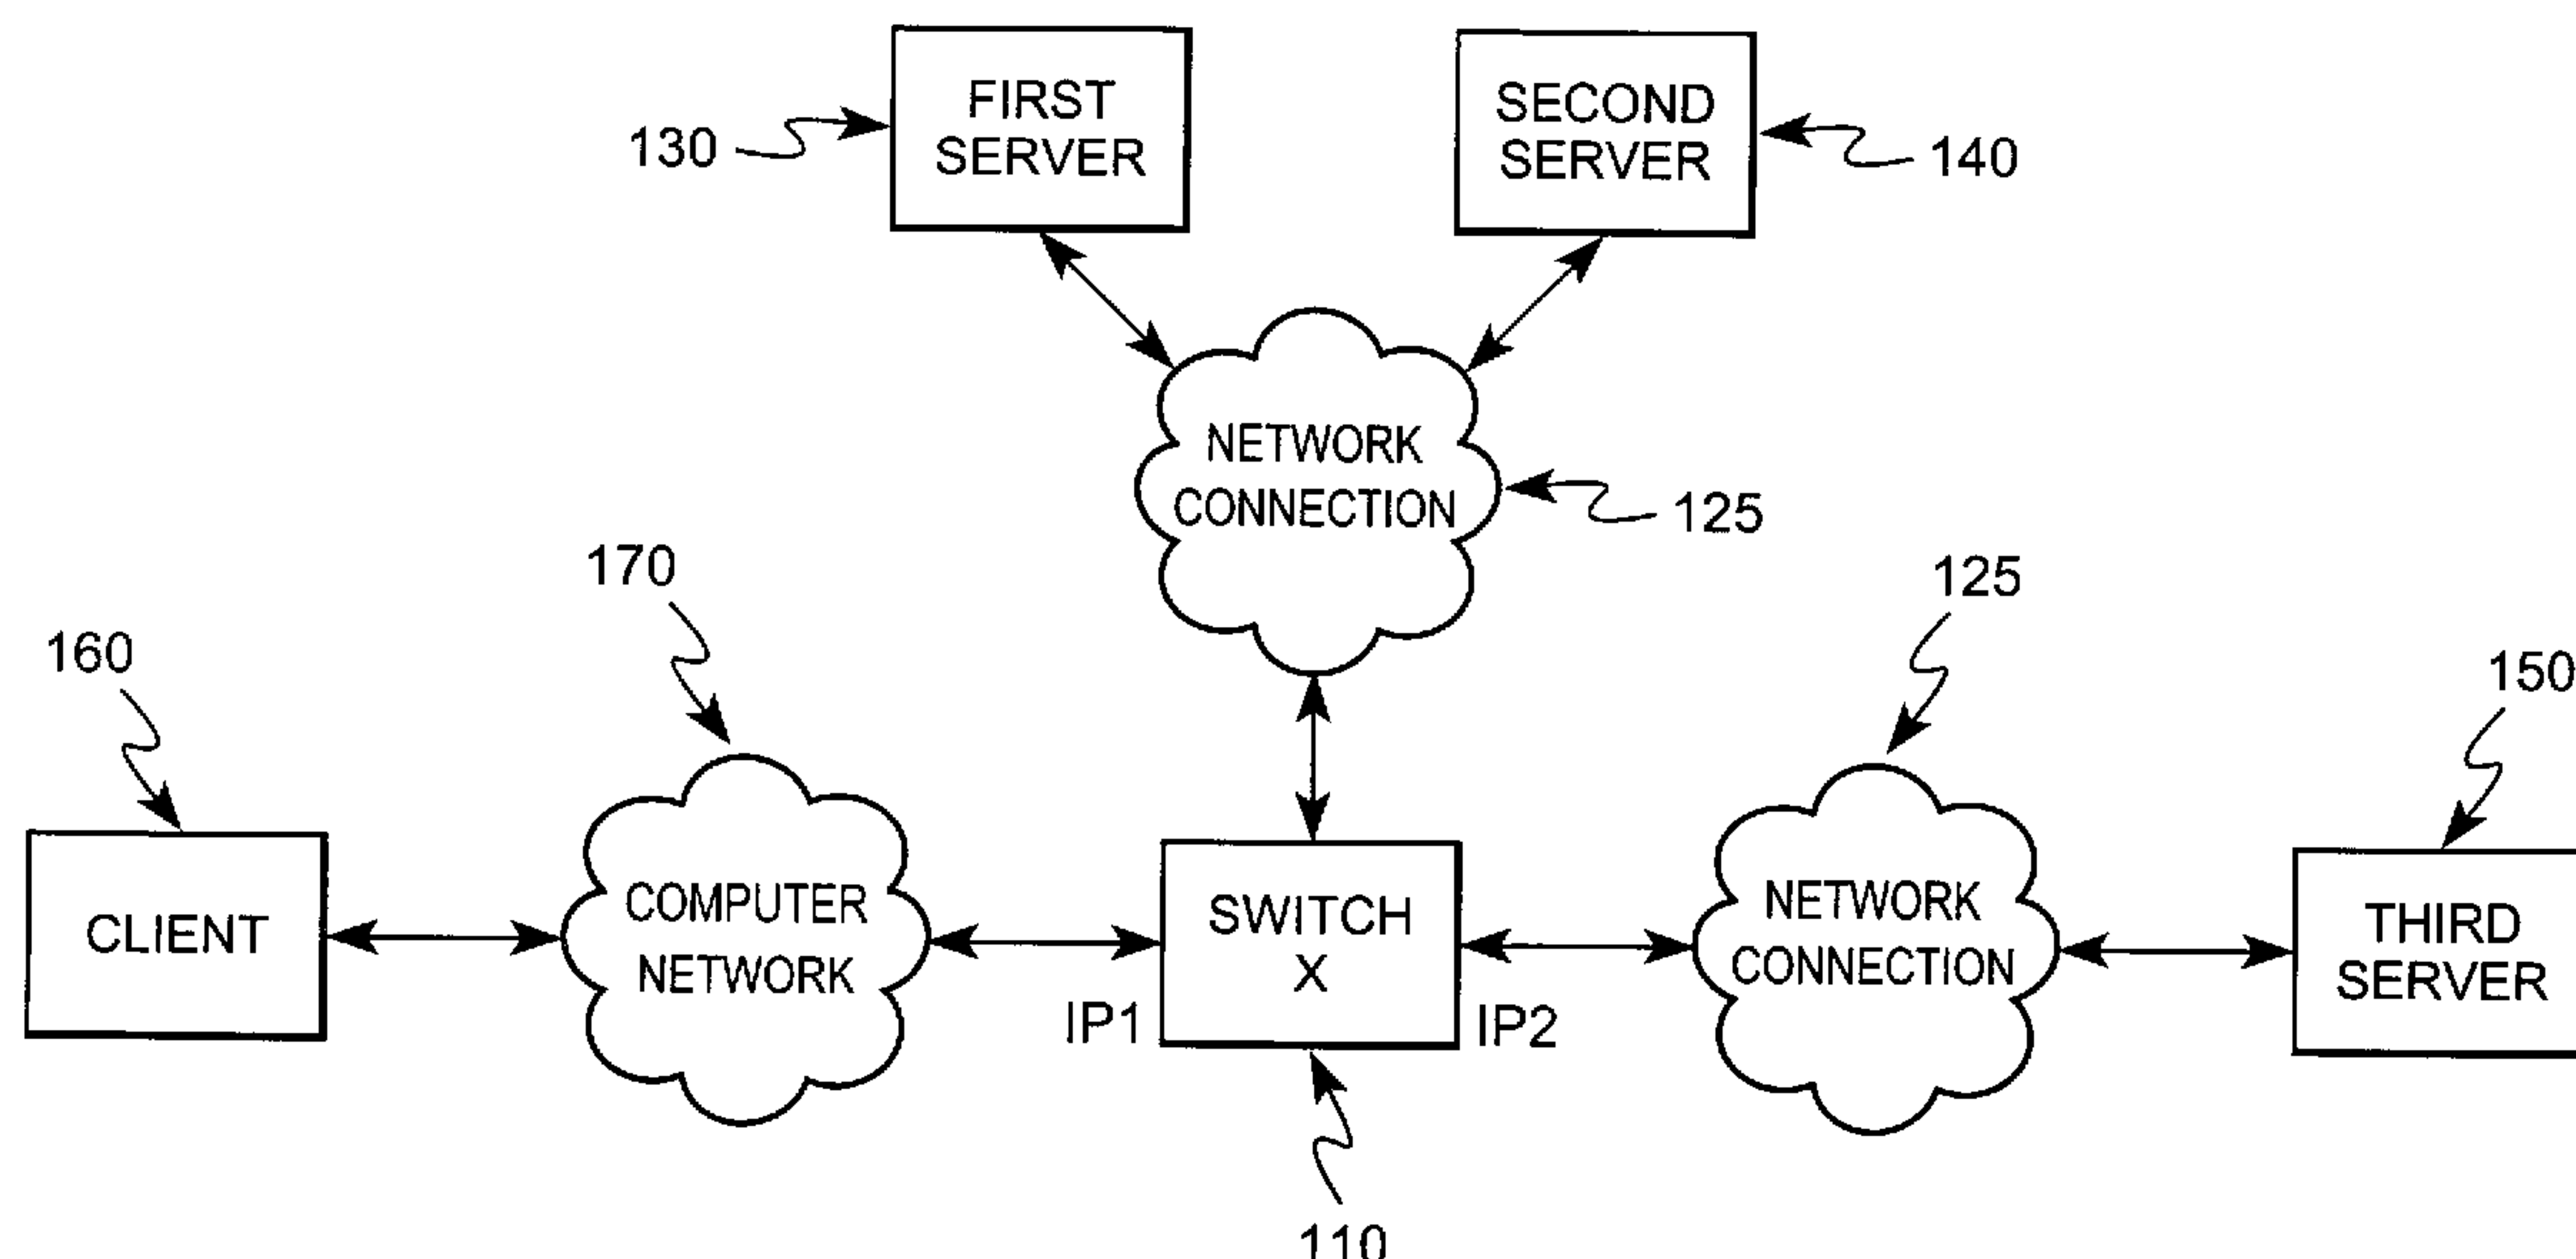 FIRST
SERVER
130
SECOND
SERVER
140
NETWORK
CONNECTION
125
170
125
160
150
CLIENT
COMPUTER
NETWORK
SWITCH
X
IP1
IP2
NETWORK
CONNECTION
THIRD
SERVER
110